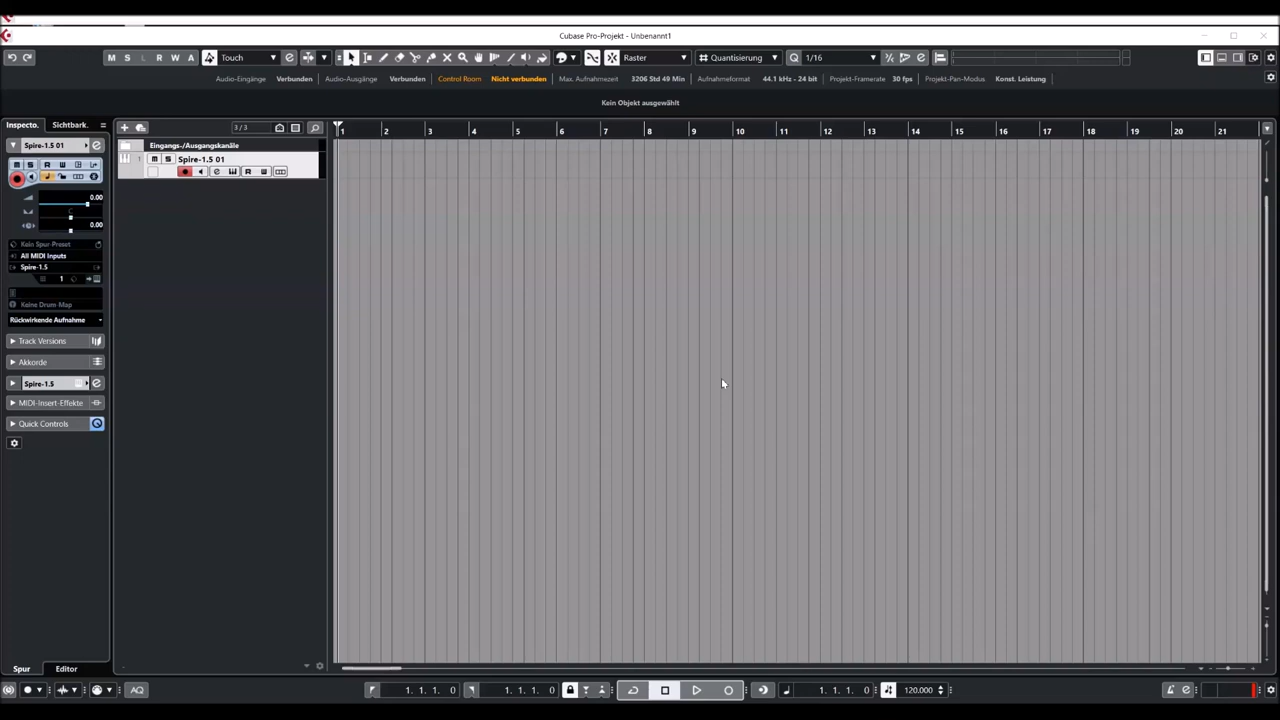 Cubase Pro-Projekt - Unbenannt1
M S L R W A Touch Raster Quantisierung Q 1/16
Audio-Eingänge Verbunden Audio-Ausgänge Verbunden Control Room Nicht verbunden Max. Aufnahmezeit 3206 Std 49 Min Aufnahmeformat 44.1 kHz - 24 bit Projekt-Framerate 30 fps Projekt-Pan-Modus Konst. Leistung
Kein Objekt ausgewählt
Inspecto. Sichtbark.
3/3
1 2 3 4 5 6 7 8 9 10 11 12 13 14 15 16 17 18 19 20 21
Spire-1.5 01
M S R W
C
0.00
0.00
Kein Spur-Preset
All MIDI Inputs
Spire-1.5
1
Keine Drum-Map
Rückwirkende Aufnahme
Track Versions
Akkorde
Spire-1.5
MIDI-Insert-Effekte
Quick Controls
Eingangs-/Ausgangskanäle
1 M S Spire-1.5 01
R W
Spur Editor
AQ 1. 1. 1. 0 1. 1. 1. 0 1. 1. 1. 0 120.000